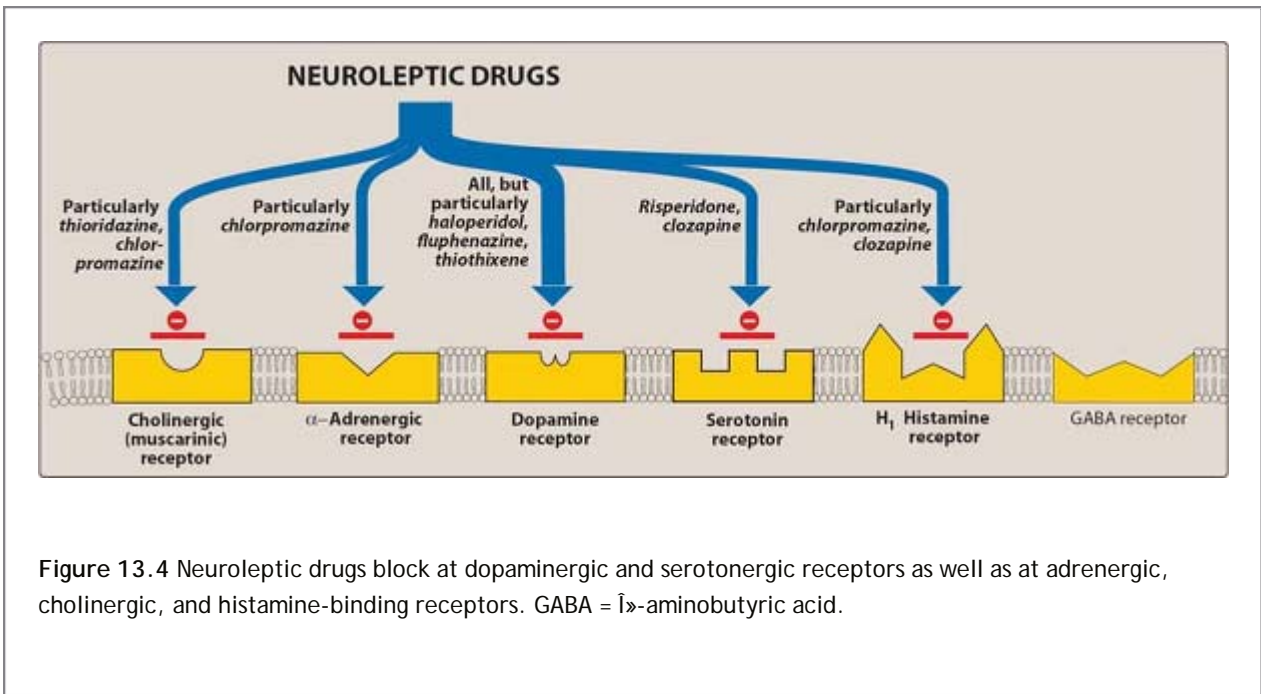 NEUROLEPTIC DRUGS
Particularly
thioridazine,
chlor-
promazine
Particularly
chlorpromazine
All, but
particularly
haloperidol,
fluphenazine,
thiothixene
Risperidone,
clozapine
Particularly
chlorpromazine,
clozapine
Cholinergic
(muscarinic)
receptor
α–Adrenergic
receptor
Dopamine
receptor
Serotonin
receptor
H1 Histamine
receptor
GABA receptor
Figure 13.4 Neuroleptic drugs block at dopaminergic and serotonergic receptors as well as at adrenergic,
cholinergic, and histamine-binding receptors. GABA = Î»-aminobutyric acid.